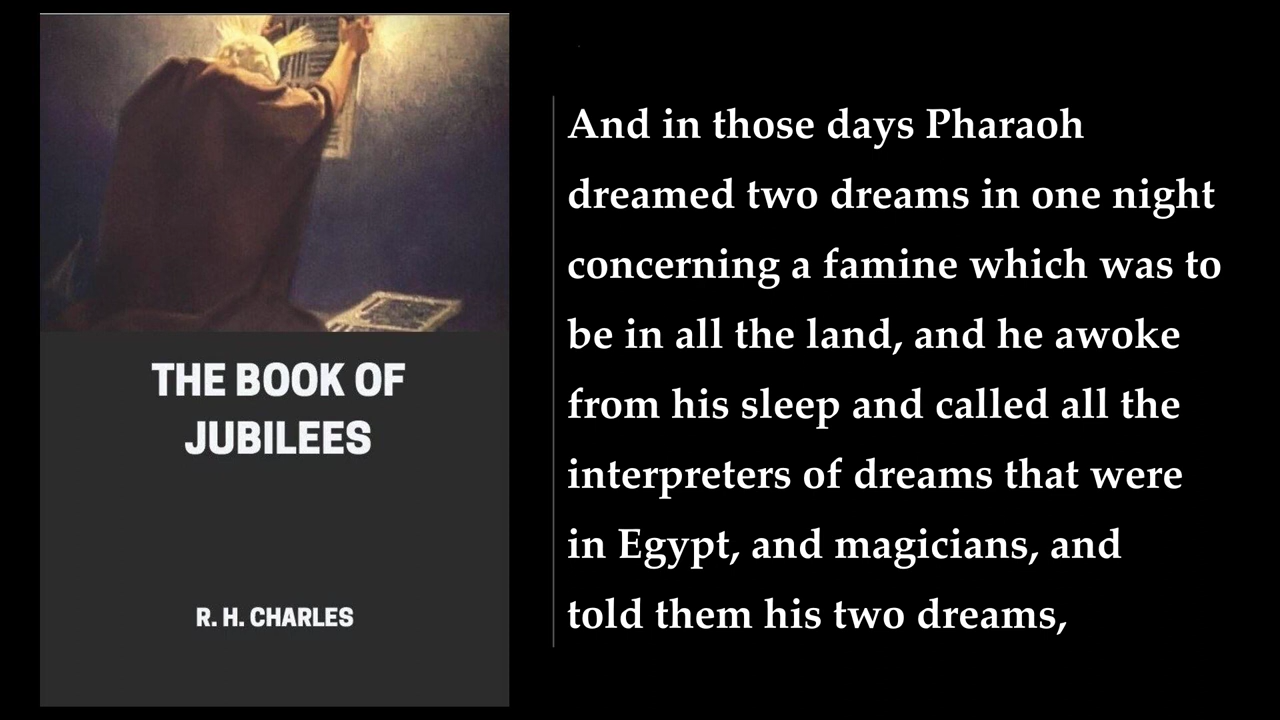 THE BOOK OF
JUBILEES
R. H. CHARLES
And in those days Pharaoh
dreamed two dreams in one night
concerning a famine which was to
be in all the land, and he awoke
from his sleep and called all the
interpreters of dreams that were
in Egypt, and magicians, and
told them his two dreams,